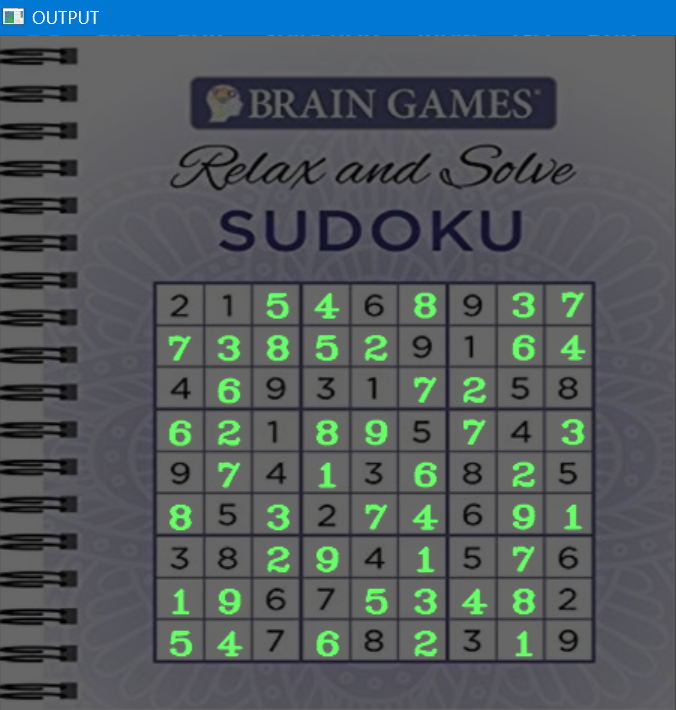 OUTPUT
BRAIN GAMES
Relax and Solve
SUDOKU
2 1 5 4 6 8 9 3 7
7 3 8 5 2 9 1 6 4
4 6 9 3 1 7 2 5 8
6 2 1 8 9 5 7 4 3
9 7 4 1 3 6 8 2 5
8 5 3 2 7 4 6 9 1
3 8 2 9 4 1 5 7 6
1 9 6 7 5 3 4 8 2
5 4 7 6 8 2 3 1 9